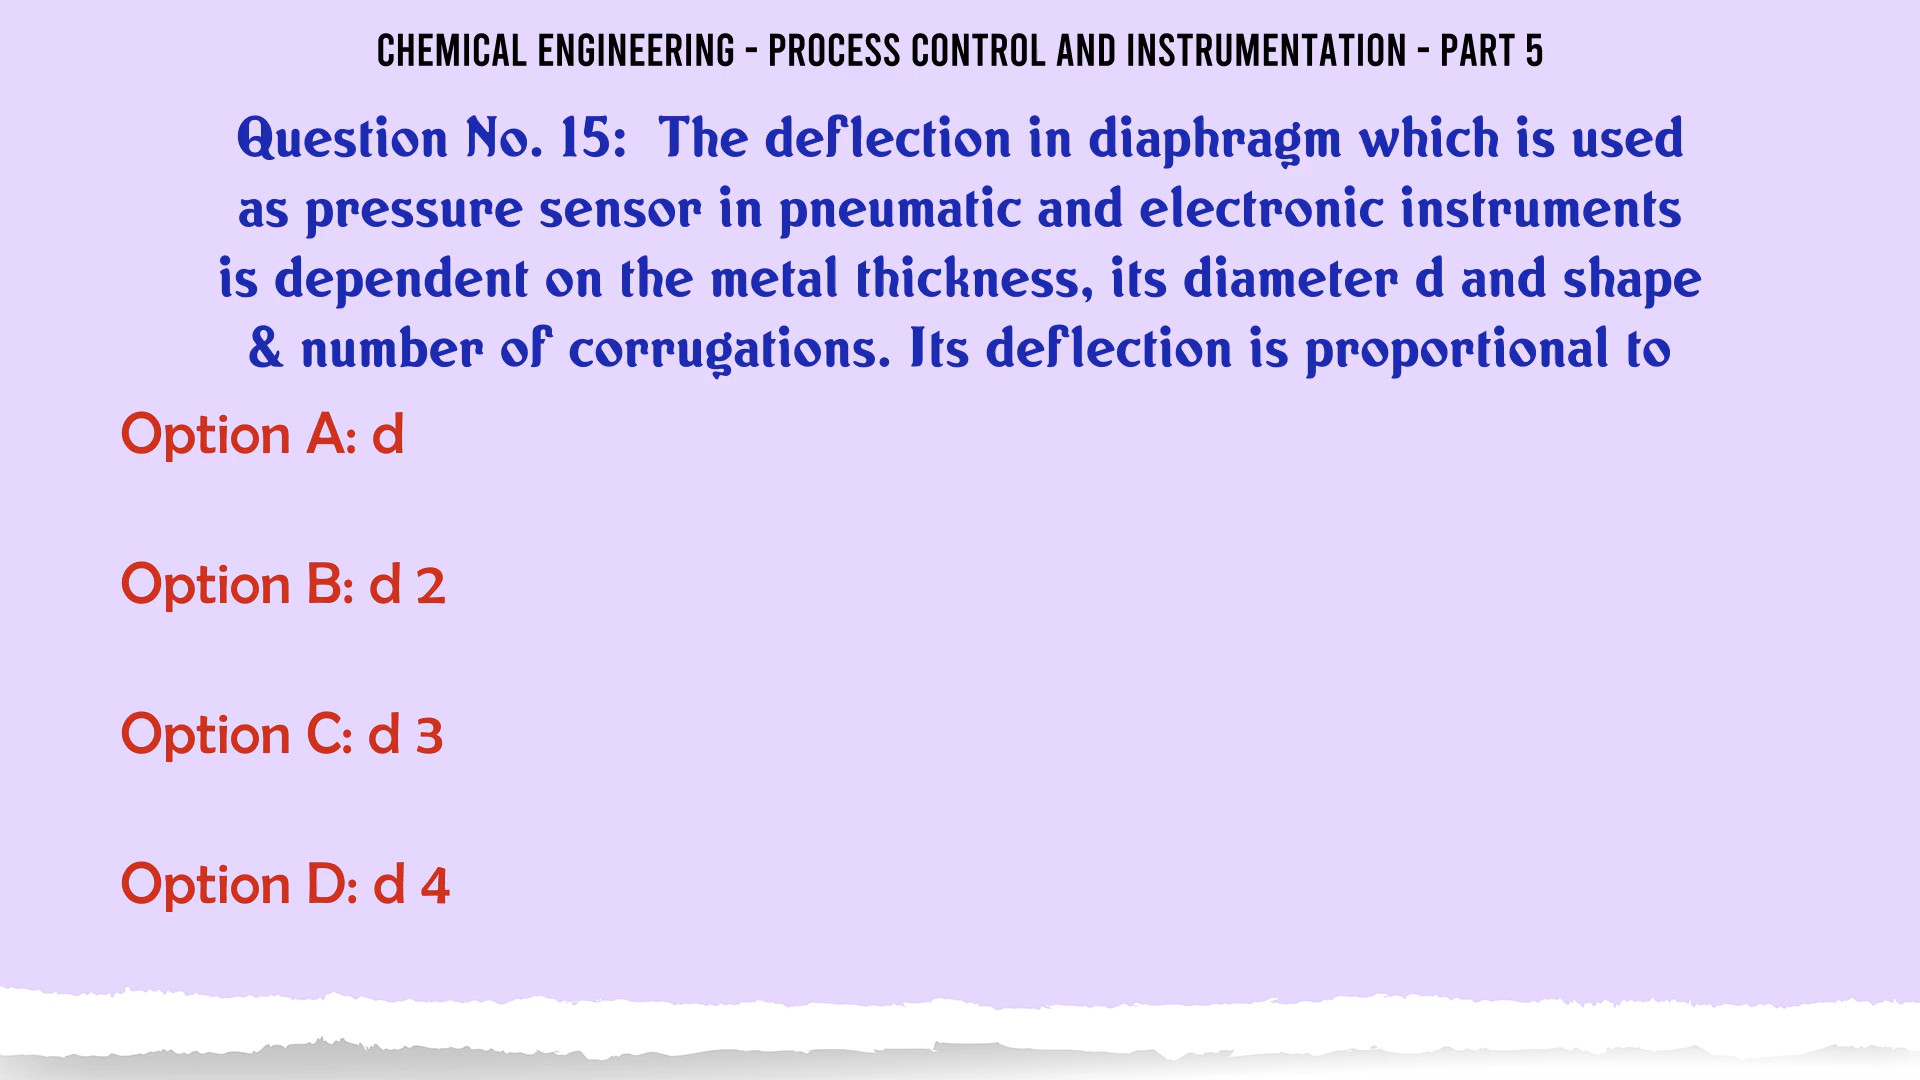 CHEMICAL ENGINEERING - PROCESS CONTROL AND INSTRUMENTATION - PART 5
Question No. 15: The deflection in diaphragm which is used
as pressure sensor in pneumatic and electronic instruments
is dependent on the metal thickness, its diameter d and shape
& number of corrugations. Its deflection is proportional to
Option A: d
Option B: d 2
Option C: d 3
Option D: d 4